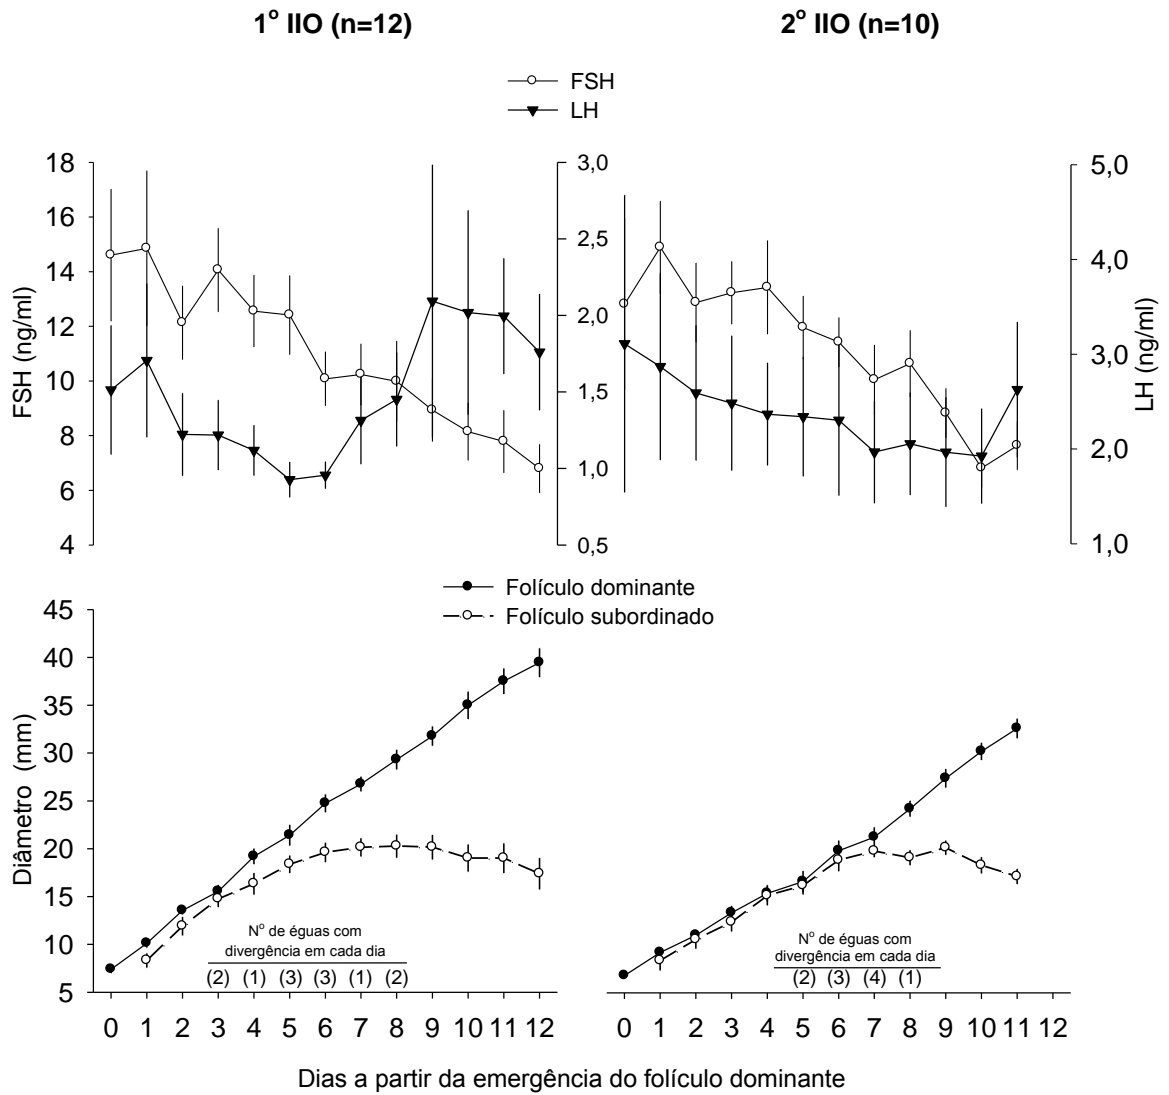 1º IIO (n=12)
2º IIO (n=10)
FSH
LH
18
16
14
12
10
8
6
4
FSH (ng/ml)
3,0
2,5
2,0
1,5
1,0
0,5
5,0
4,0
3,0
2,0
1,0
LH (ng/ml)
Folículo dominante
Folículo subordinado
45
40
35
30
25
20
15
10
5
Diâmetro (mm)
Nº de éguas com
divergência em cada dia
(2) (1) (3) (3) (1) (2)
Nº de éguas com
divergência em cada dia
(2) (3) (4) (1)
0 1 2 3 4 5 6 7 8 9 10 11 12
0 1 2 3 4 5 6 7 8 9 10 11 12
Dias a partir da emergência do folículo dominante